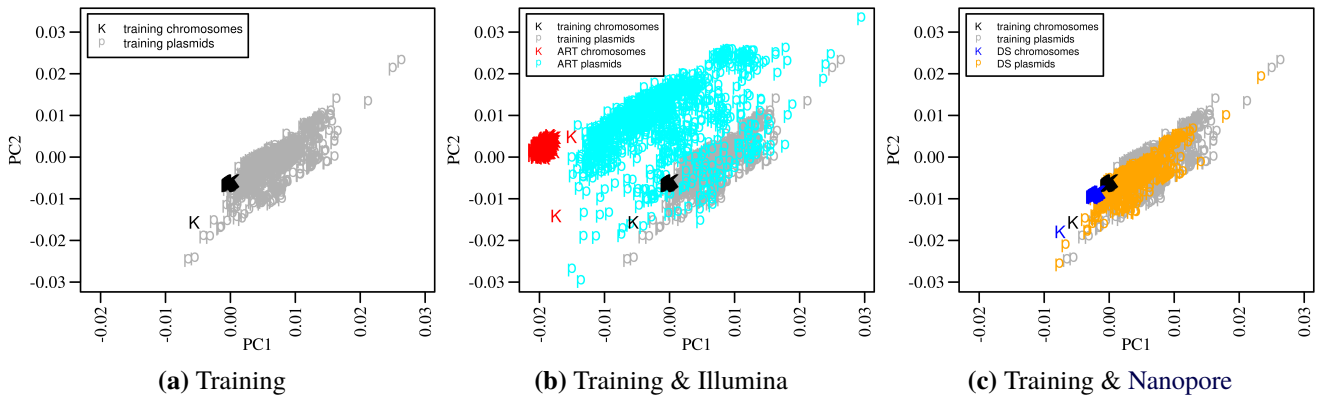 K training chromosomes
p training plasmids
0.03
0.02
0.01
0.00
-0.01
-0.02
-0.03
PC2
-0.02
-0.01
0.00
0.01
0.02
0.03
PC1
(a) Training
K training chromosomes
p training plasmids
K ART chromosomes
p ART plasmids
0.03
0.02
0.01
0.00
-0.01
-0.02
-0.03
PC2
-0.02
-0.01
0.00
0.01
0.02
0.03
PC1
(b) Training & Illumina
K training chromosomes
p training plasmids
K DS chromosomes
p DS plasmids
0.03
0.02
0.01
0.00
-0.01
-0.02
-0.03
PC2
-0.02
-0.01
0.00
0.01
0.02
0.03
PC1
(c) Training & Nanopore